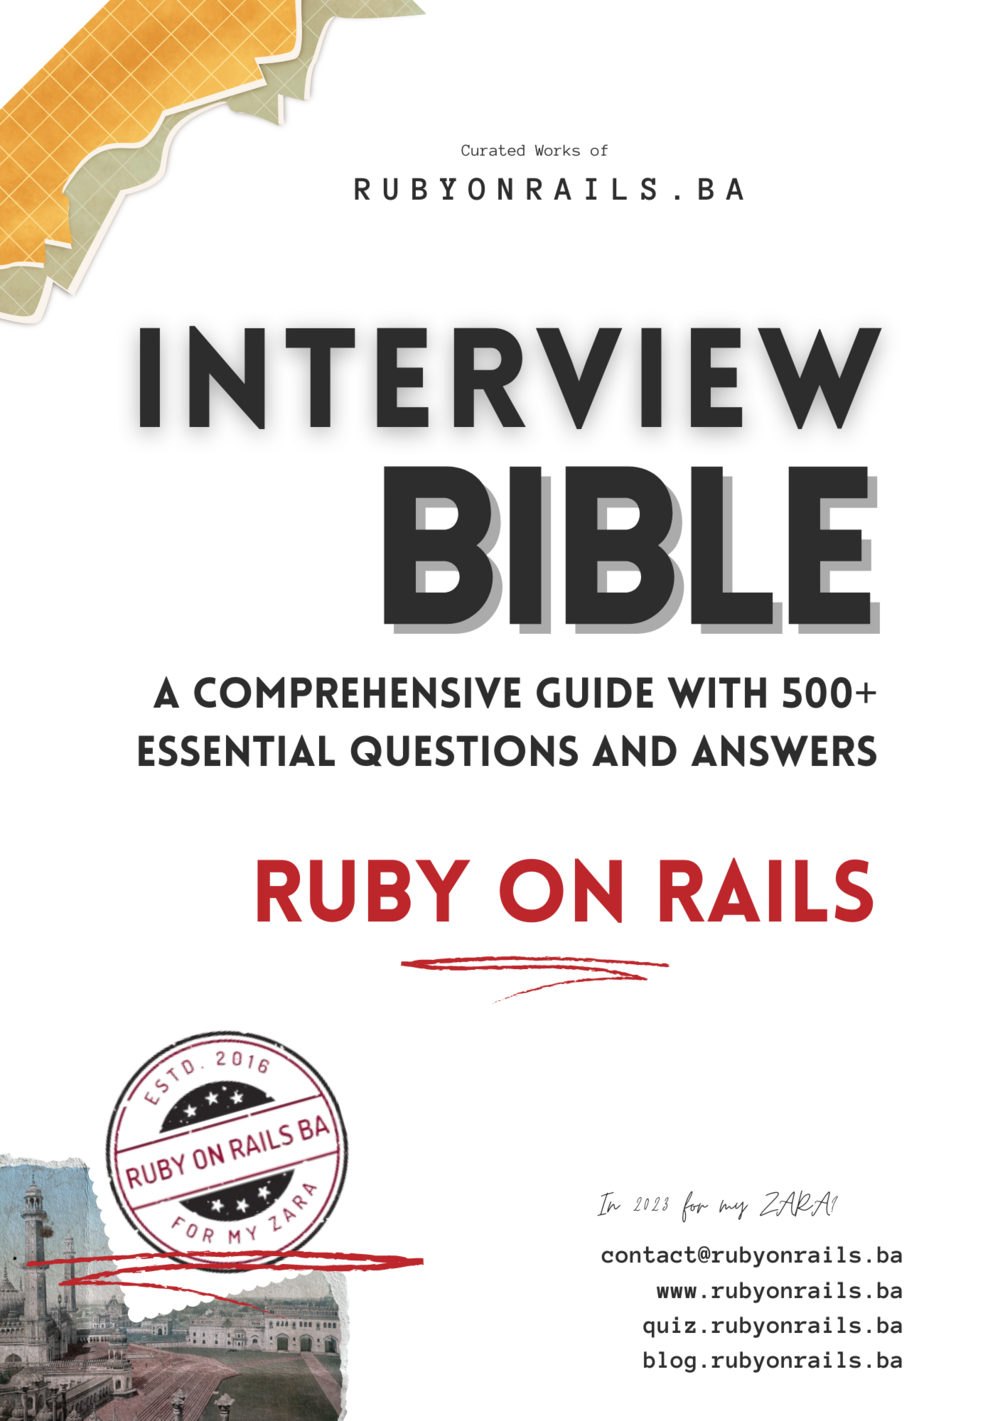 Curated Works of
RUBYONRAILS.BA
INTERVIEW
BIBLE
A COMPREHENSIVE GUIDE WITH 500+
ESSENTIAL QUESTIONS AND ANSWERS
RUBY ON RAILS
ESTD. 2016
RUBY ON RAILS BA
FOR MY ZARA
In 2023 for my ZARA!
contact@rubyonrails.ba
www.rubyonrails.ba
quiz.rubyonrails.ba
blog.rubyonrails.ba